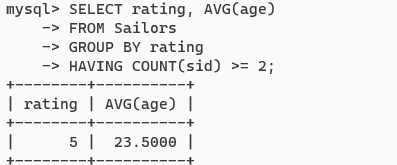 mysql> SELECT rating, AVG(age)
    -> FROM Sailors
    -> GROUP BY rating
    -> HAVING COUNT(sid) >= 2;
+--------+----------+
| rating | AVG(age) |
+--------+----------+
|      5 |  23.5000 |
+--------+----------+